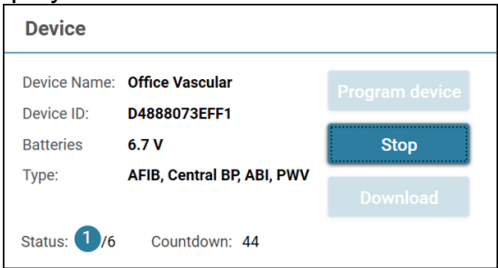 Device
Device Name: Office Vascular
Program device
Device ID: D4888073EFF1
Batteries 6.7 V
Stop
Type: AFIB, Central BP, ABI, PWV
Download
Status: 1/6 Countdown: 44